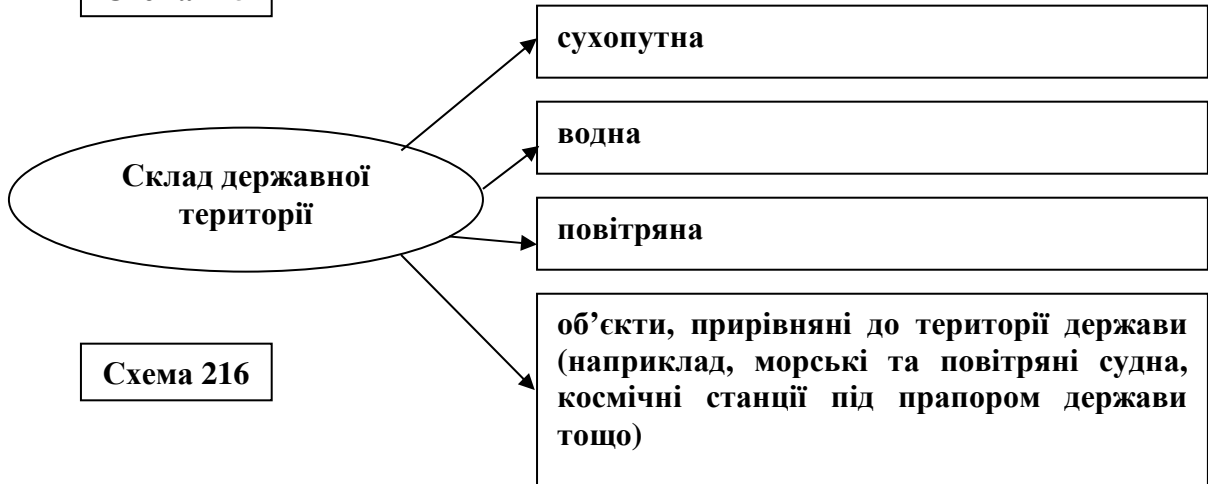 сухопутна
водна
Склад державної
території
повітряна
об’єкти, прирівняні до території держави
(наприклад, морські та повітряні судна,
космічні станції під прапором держави
тощо)
Схема 216